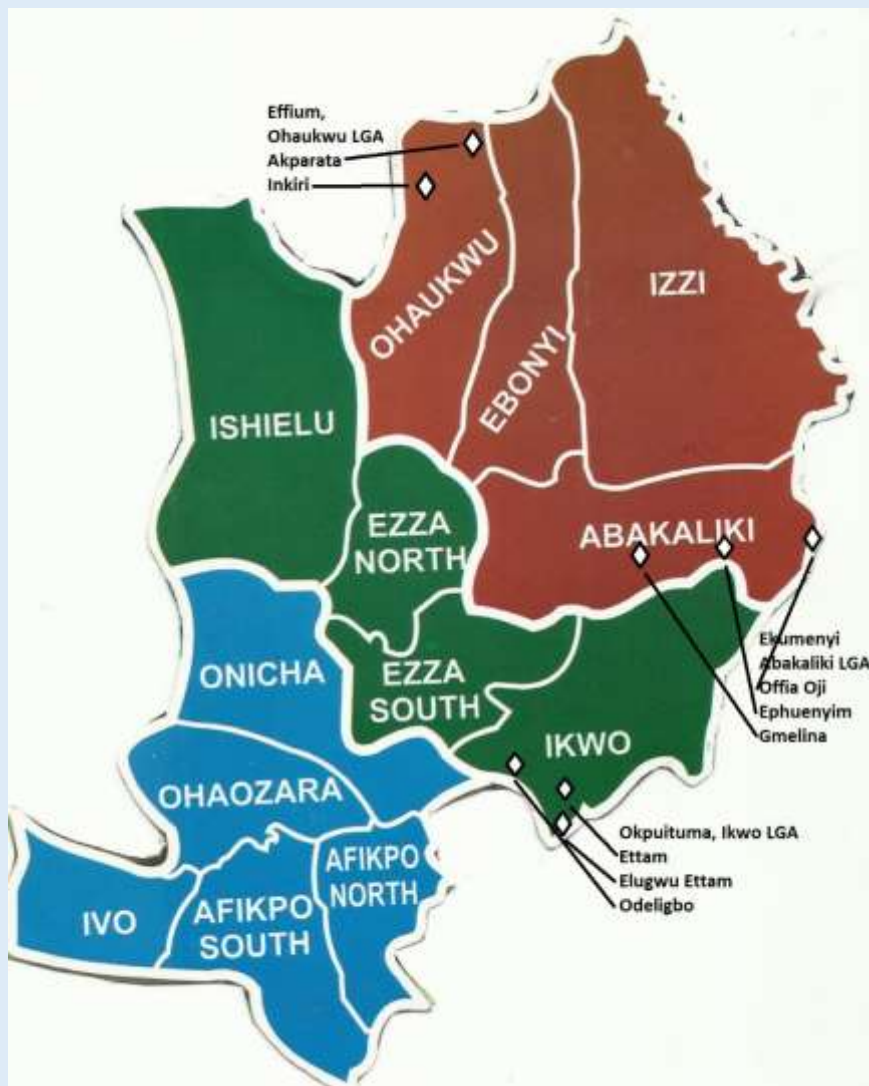 Effium,
Ohaukwu LGA
Akparata
Inkiri
OHAUKWU
EBONYI
IZZI
ISHIELU
EZZA
NORTH
ABAKALIKI
Ekumenyi
Abakaliki LGA
Offia Oji
Ephuenyim
Gmelina
ONICHA
EZZA
SOUTH
IKWO
OHAOZARA
Okpuituma, Ikwo LGA
Ettam
Elugwu Ettam
Odeligbo
AFIKPO
NORTH
IVO
AFIKPO
SOUTH